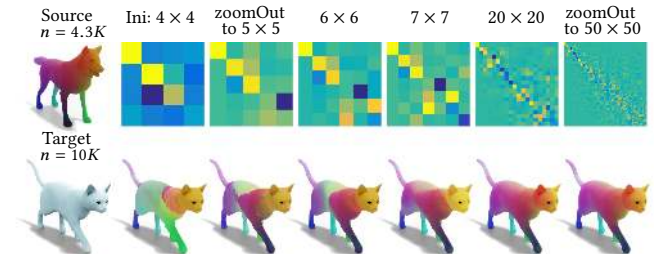 Source
n = 4.3K
Ini: 4 × 4
zoomOut
to 5 × 5
6 × 6
7 × 7
20 × 20
zoomOut
to 50 × 50
Target
n = 10K